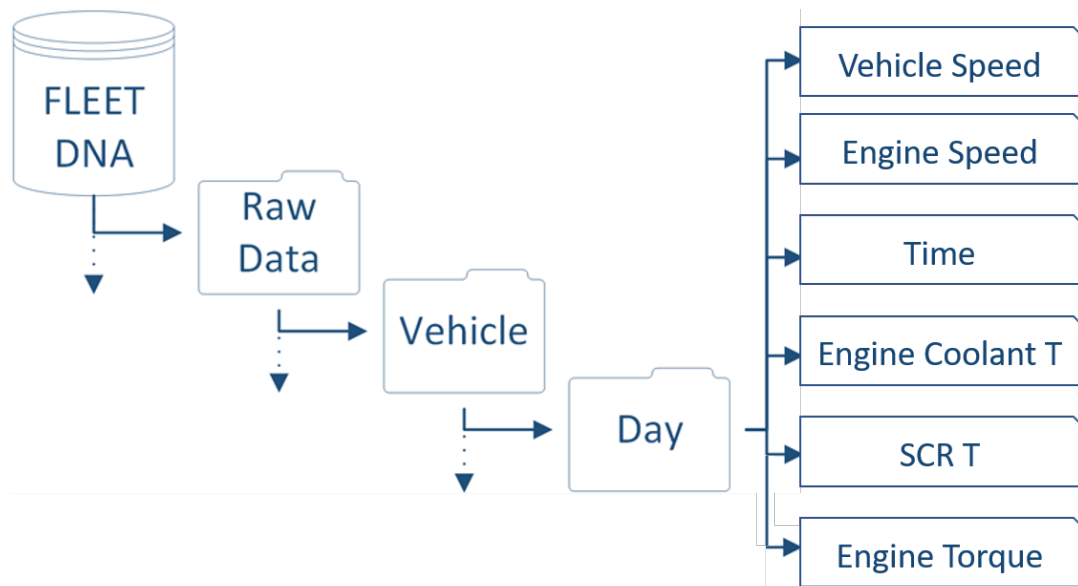 FLEET
DNA
Raw
Data
Vehicle
Day
Vehicle Speed
Engine Speed
Time
Engine Coolant T
SCR T
Engine Torque